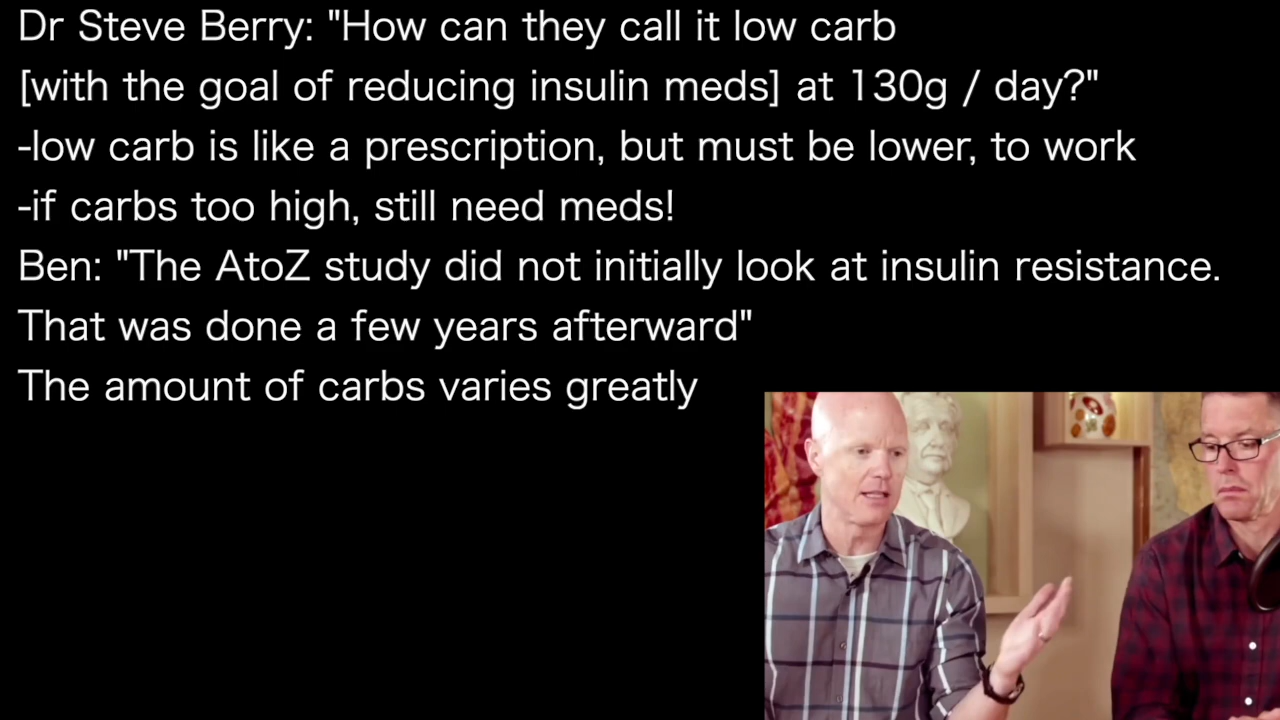 Dr Steve Berry: "How can they call it low carb
[with the goal of reducing insulin meds] at 130g / day?"
-low carb is like a prescription, but must be lower, to work
-if carbs too high, still need meds!
Ben: "The AtoZ study did not initially look at insulin resistance.
That was done a few years afterward"
The amount of carbs varies greatly